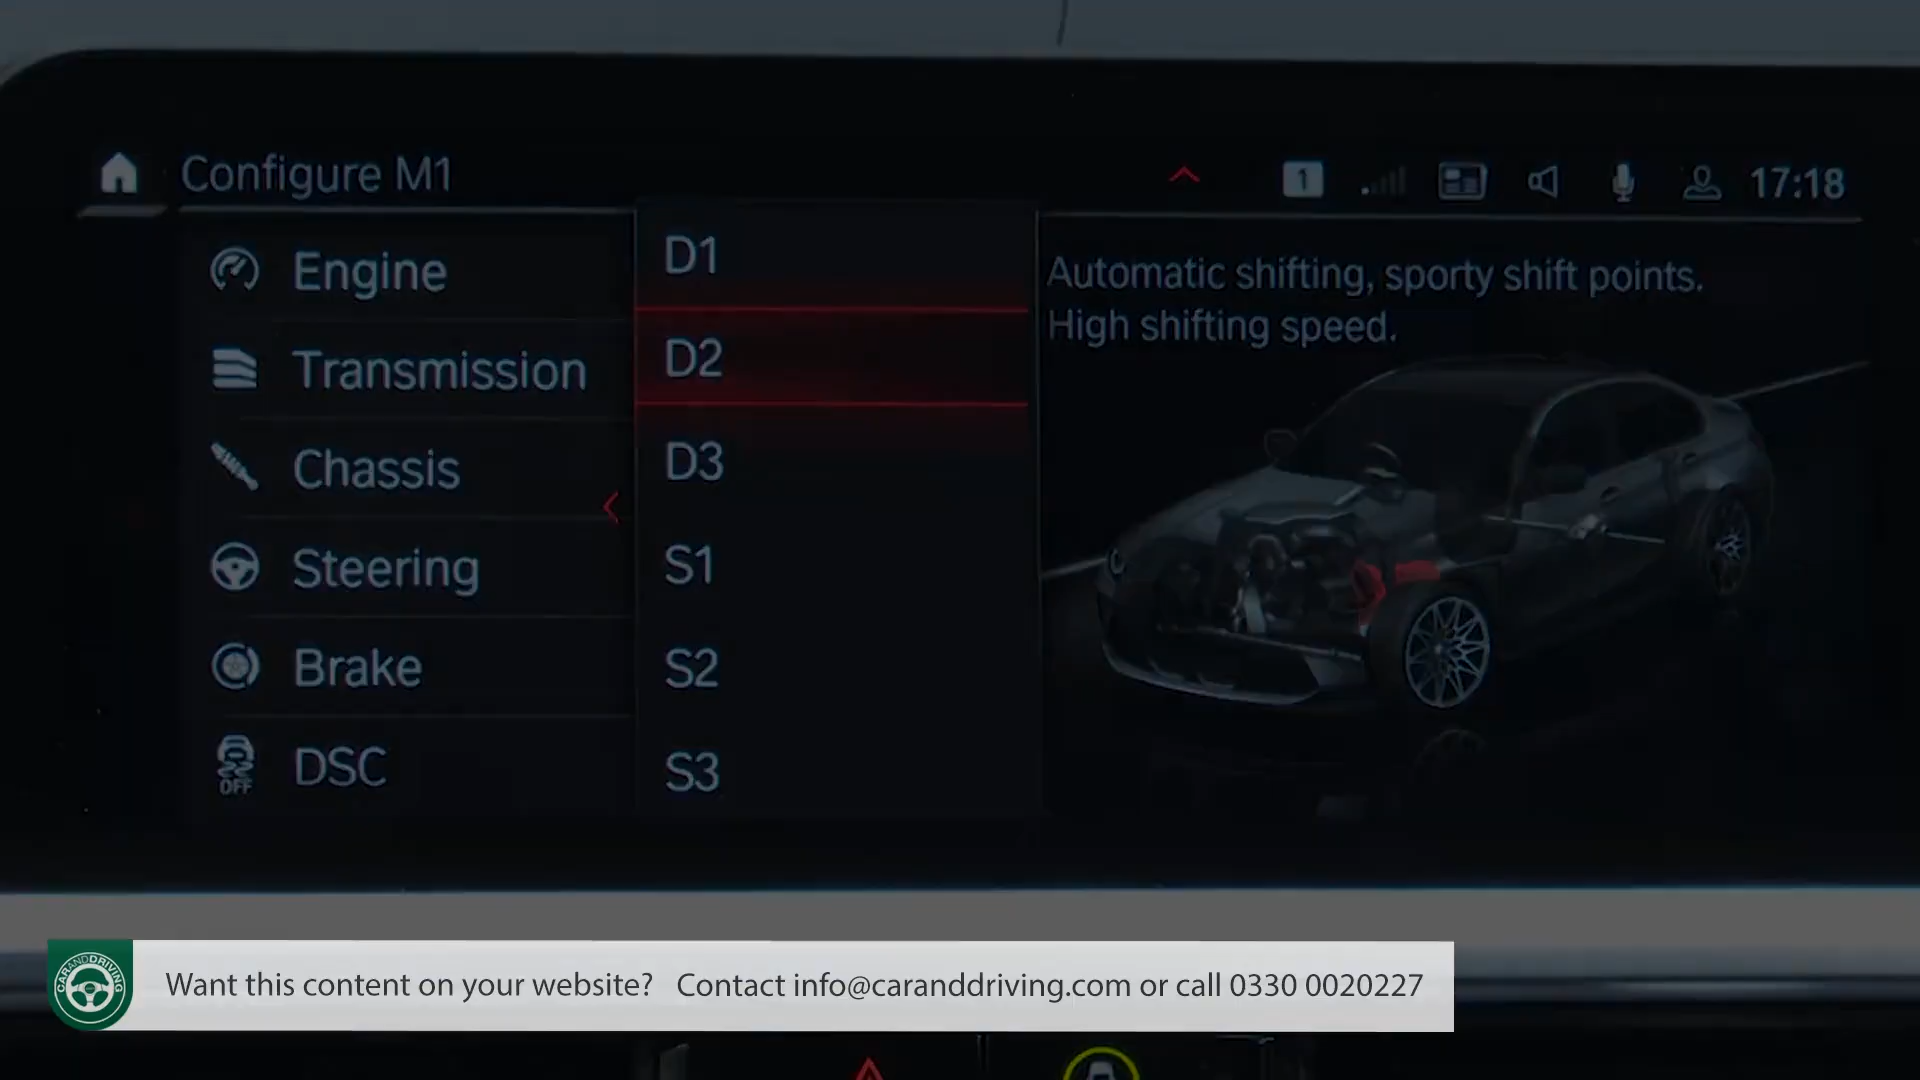 Configure M1
1
17:18
Engine
Transmission
Chassis
Steering
Brake
OFF
DSC
D1
D2
D3
S1
S2
S3
Automatic shifting, sporty shift points.
High shifting speed.
CARANDDRIVING
Want this content on your website? Contact info@caranddriving.com or call 0330 0020227